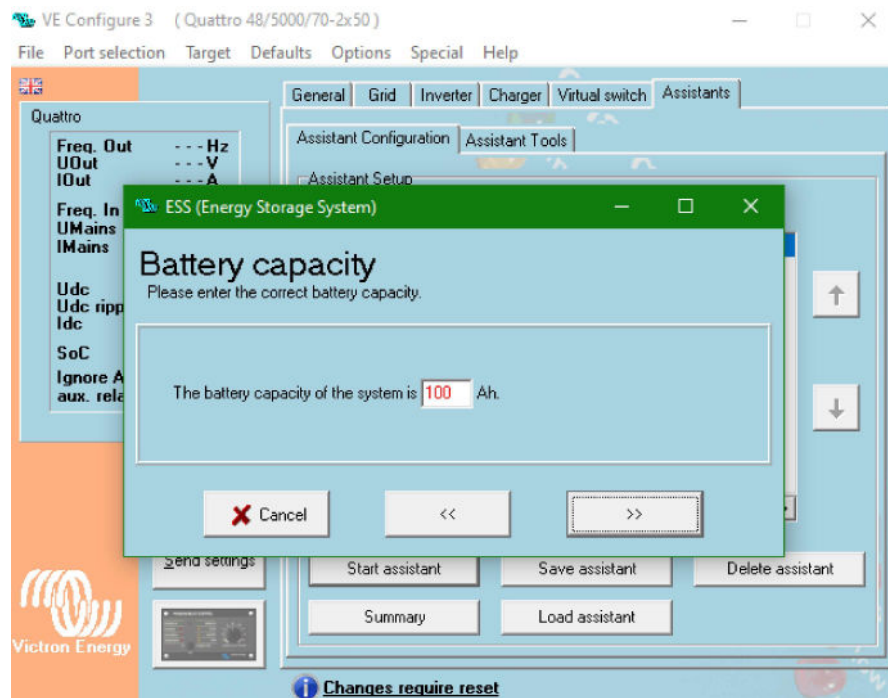 VE Configure 3 ( Quattro 48/5000/70-2x50 )
File Port selection Target Defaults Options Special Help
General Grid Inverter Charger Virtual switch Assistants
Quattro
Assistant Configuration Assistant Tools
Freq. Out - - - Hz
UOut - - - V
IOut - - - A
Assistant Setup
Freq. In
UMains
IMains
Udc
Udc ripp
Idc
SoC
Ignore A
aux. rela
ESS (Energy Storage System)
Battery capacity
Please enter the correct battery capacity.
The battery capacity of the system is 100 Ah.
Cancel << >>
Send settings
Start assistant Save assistant Delete assistant
Summary Load assistant
Victron Energy
Changes require reset